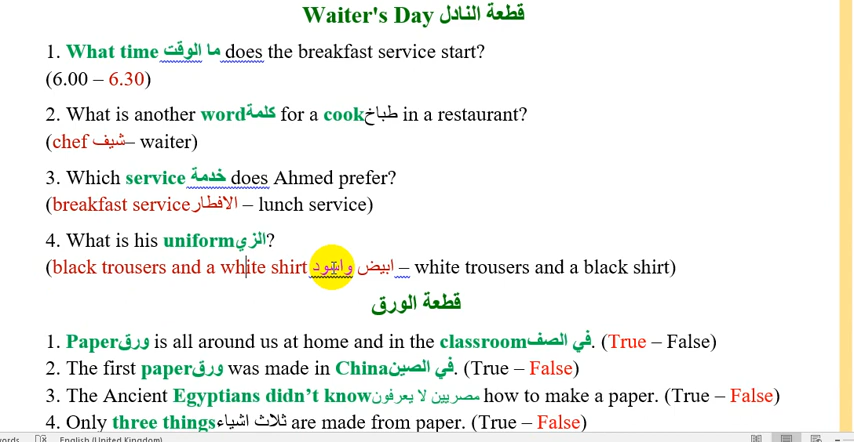 Waiter's Day قطعة النادل
1. What time ما الوقت does the breakfast service start?
(6.00 – 6.30)
2. What is another word كلمة for a cook طباخ in a restaurant?
(chef شيف – waiter)
3. Which service خدمة does Ahmed prefer?
(breakfast service الافطار – lunch service)
4. What is his uniform الزي?
(black trousers and a white shirt ابيض واسود – white trousers and a black shirt)
قطعة الورق
1. Paper ورق is all around us at home and in the classroom في الصف. (True – False)
2. The first paper ورق was made in China في الصين. (True – False)
3. The Ancient Egyptians didn't know مصريين لا يعرفون how to make a paper. (True – False)
4. Only three things ثلاث اشياء are made from paper. (True – False)
words English (United Kingdom)